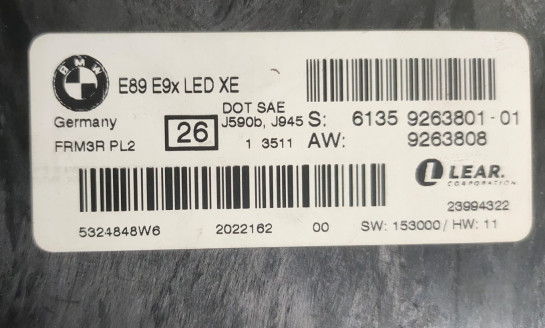 BMW
E89 E9x LED XE
Germany
FRM3R PL2
26
DOT SAE
J590b, J945
1 3511
S: 6135 9263801-01
AW: 9263808
LEAR.
CORPORATION
23994322
5324848W6 2022162 00 SW: 153000 / HW: 11